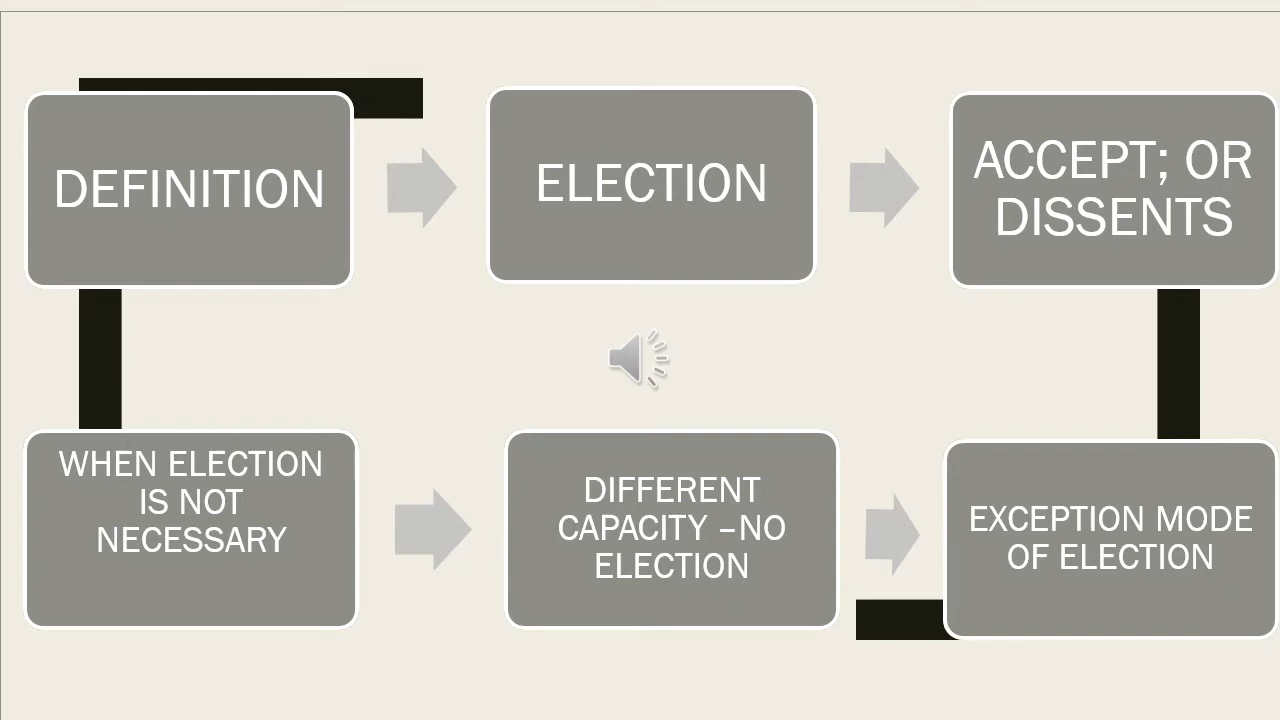 DEFINITION
ELECTION
ACCEPT; OR
DISSENTS
WHEN ELECTION
IS NOT
NECESSARY
DIFFERENT
CAPACITY –NO
ELECTION
EXCEPTION MODE
OF ELECTION